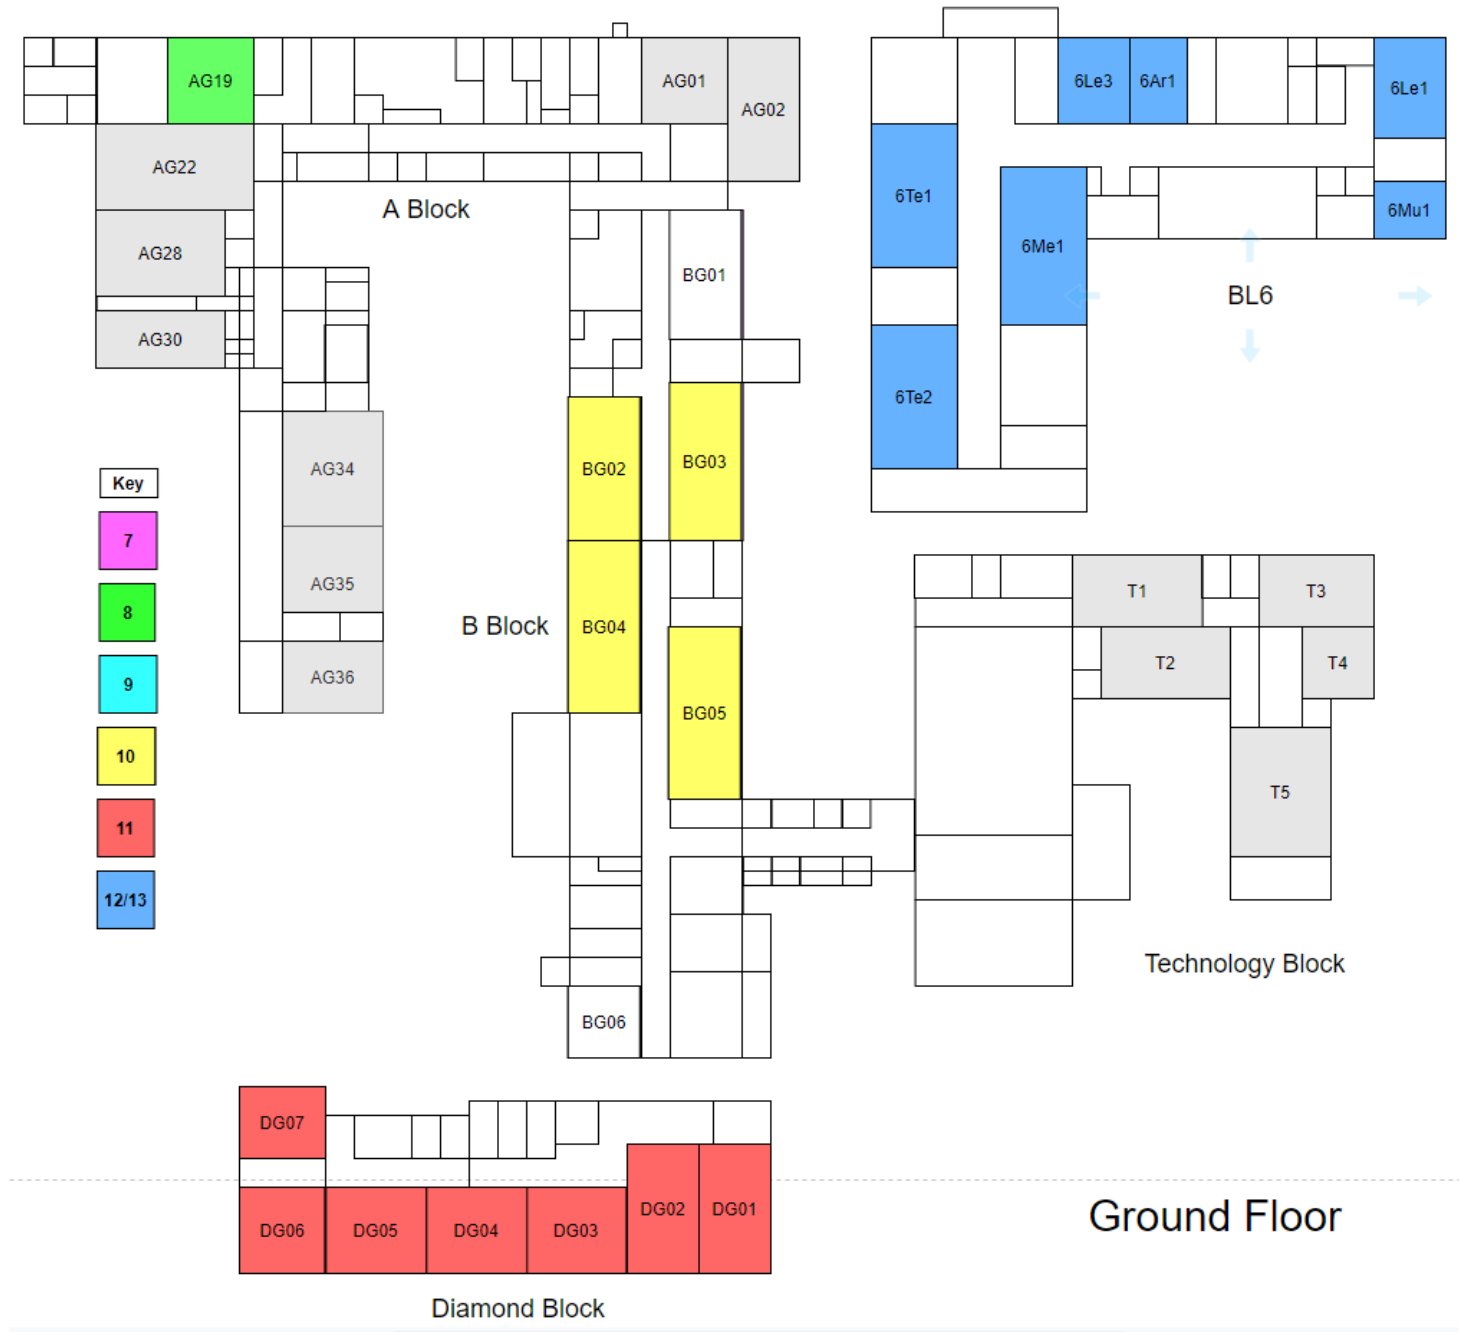 AG19
AG01
AG02
6Le3
6Ar1
6Le1
AG22
A Block
6Te1
6Mu1
AG28
6Me1
BG01
BL6
AG30
6Te2
AG34
BG02
BG03
Key
7
AG35
T1
T3
8
B Block
BG04
T2
T4
9
AG36
BG05
10
T5
11
12/13
Technology Block
BG06
DG07
DG06
DG05
DG04
DG03
DG02
DG01
Ground Floor
Diamond Block